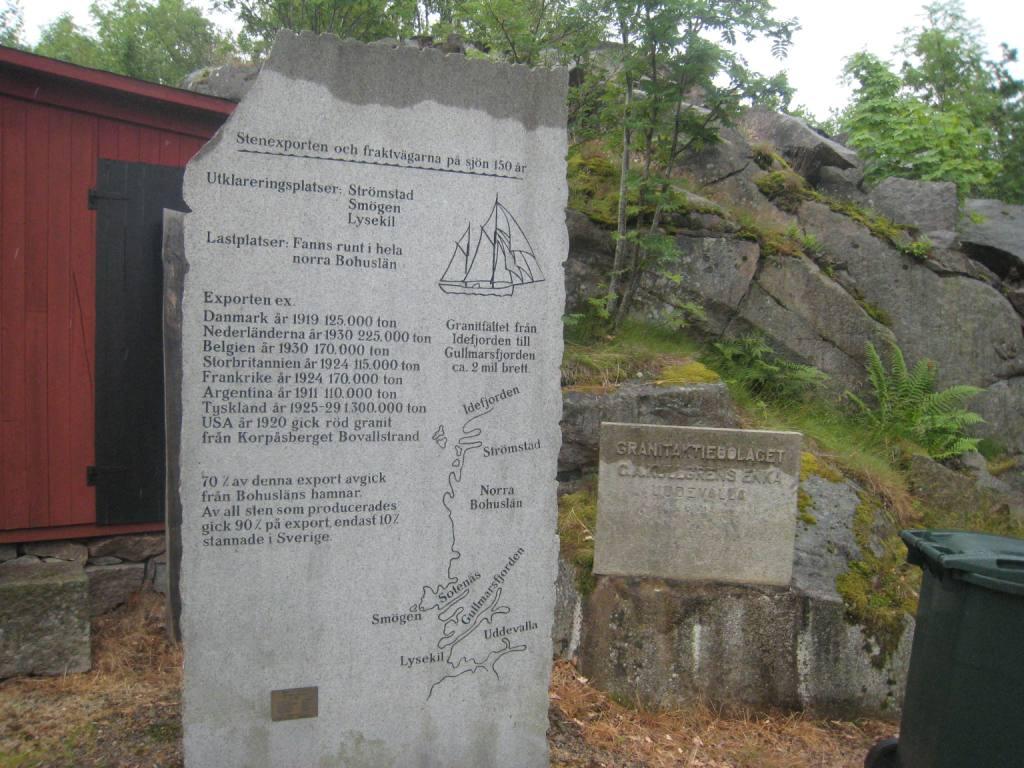 Stenexporten och fraktvägarna på sjön 150 år
Utklareringsplatser: Strömstad
Smögen
Lysekil
Lastplatser: Fanns runt i hela
norra Bohuslän
Exporten ex.
Danmark år 1919 125.000 ton
Nederländerna år 1930 225.000 ton
Belgien år 1930 170.000 ton
Storbritannien år 1924 115.000 ton
Frankrike år 1924 170.000 ton
Argentina år 1911 110.000 ton
Tyskland år 1925-29 1.300.000 ton
USA år 1920 gick röd granit
från Korpåsberget Bovallstrand
70% av denna export avgick
från Bohusläns hamnar.
Av all sten som producerades
gick 90% på export, endast 10%
stannade i Sverige.
Granitfältet från
Idefjorden till
Gullmarsfjorden
ca. 2 mil brett.
Idefjorden
Strömstad
Norra
Bohuslän
Sotenäs
Gullmarsfjorden
Smögen
Uddevalla
Lysekil
GRANITAKTIEBOLAGET
C.A.KULLGRENS ENKA
UDDEVALLA